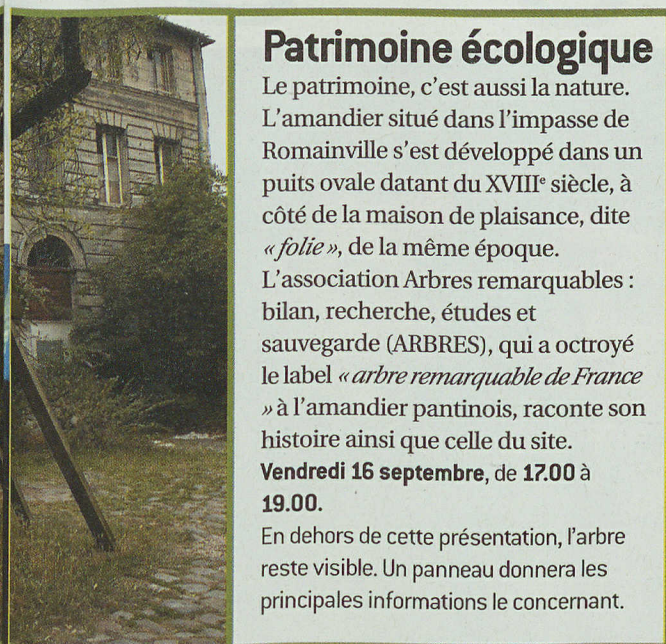 Patrimoine écologique
Le patrimoine, c'est aussi la nature.
L'amandier situé dans l'impasse de
Romainville s'est développé dans un
puits ovale datant du XVIIIe siècle, à
côté de la maison de plaisance, dite
« folie », de la même époque.
L'association Arbres remarquables :
bilan, recherche, études et
sauvegarde (ARBRES), qui a octroyé
le label « arbre remarquable de France
» à l'amandier pantinois, raconte son
histoire ainsi que celle du site.
Vendredi 16 septembre, de 17.00 à
19.00.
En dehors de cette présentation, l'arbre
reste visible. Un panneau donnera les
principales informations le concernant.